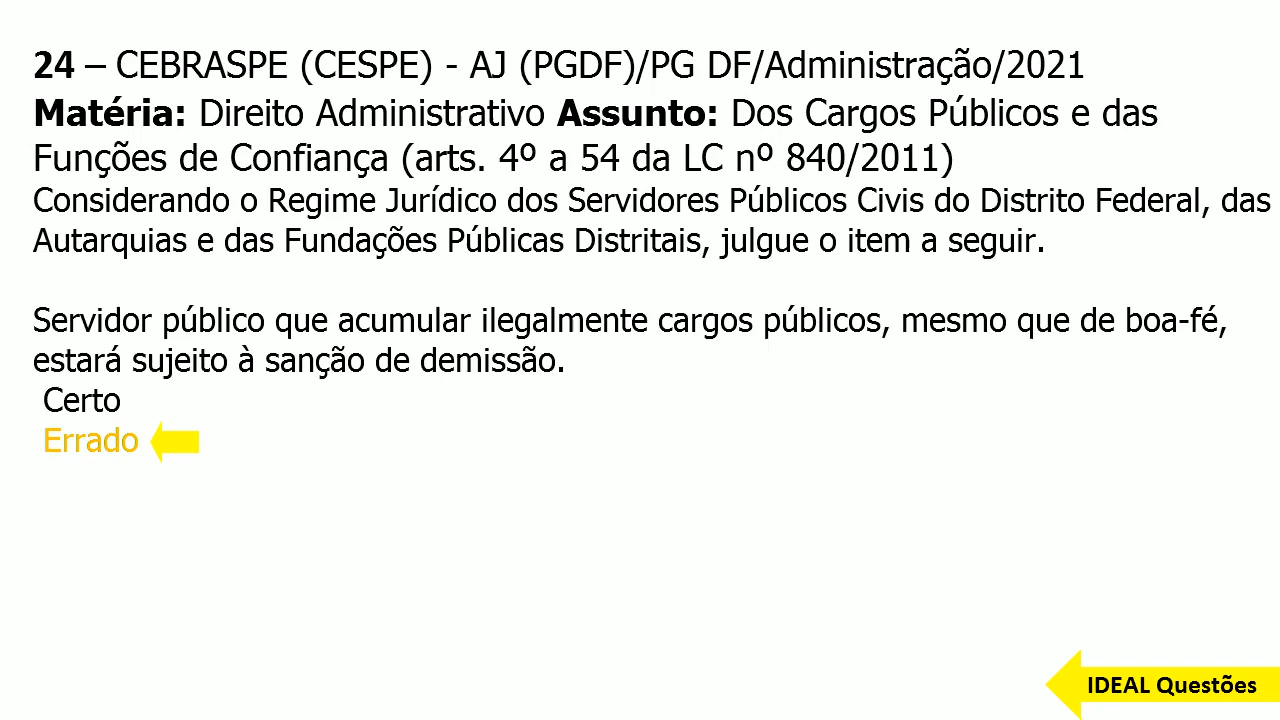 24 – CEBRASPE (CESPE) - AJ (PGDF)/PG DF/Administração/2021
Matéria: Direito Administrativo Assunto: Dos Cargos Públicos e das
Funções de Confiança (arts. 4º a 54 da LC nº 840/2011)
Considerando o Regime Jurídico dos Servidores Públicos Civis do Distrito Federal, das
Autarquias e das Fundações Públicas Distritais, julgue o item a seguir.
Servidor público que acumular ilegalmente cargos públicos, mesmo que de boa-fé,
estará sujeito à sanção de demissão.
Certo
Errado
IDEAL Questões